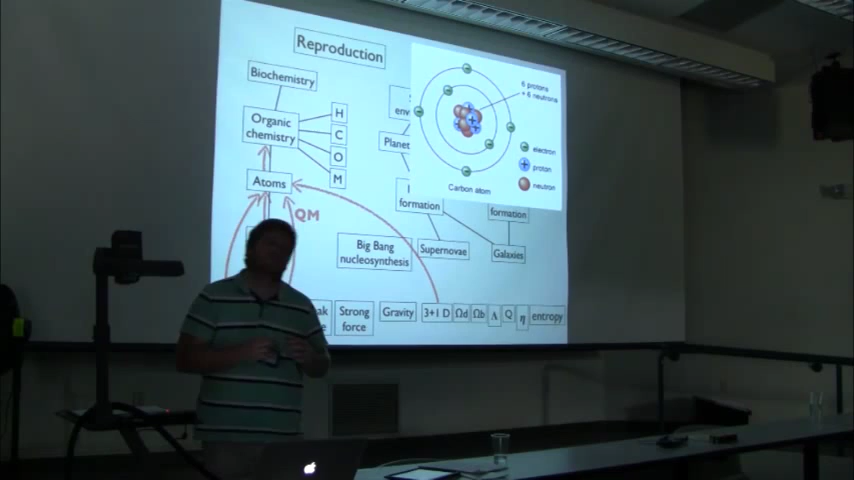 Reproduction
Biochemistry
Organic
chemistry
H
C
O
M
Atoms
QM
env
Planet
formation
formation
Big Bang
nucleosynthesis
Supernovae
Galaxies
6 protons
+ 6 neutrons
electron
proton
neutron
Carbon atom
Strong
force
Gravity
3+1 D
Ωd
Ωb
Λ
Q
η
entropy